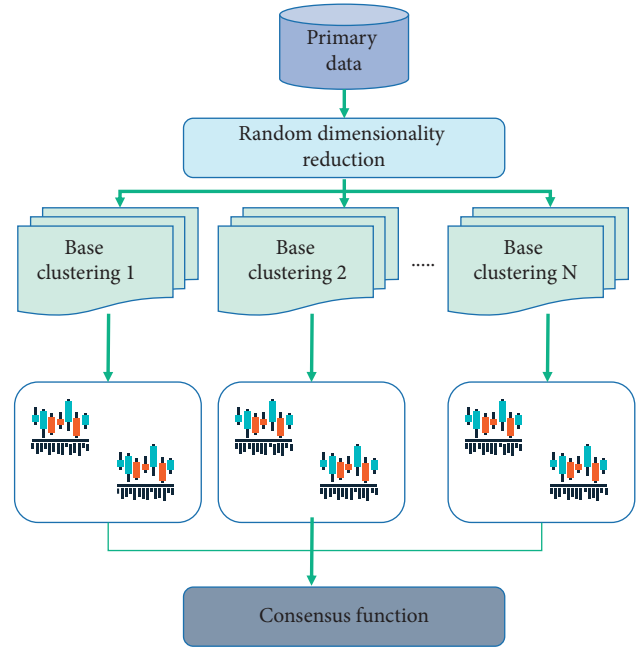 Primary
data
Random dimensionality
reduction
Base
clustering 1
Base
clustering 2
.....
Base
clustering N
Consensus function